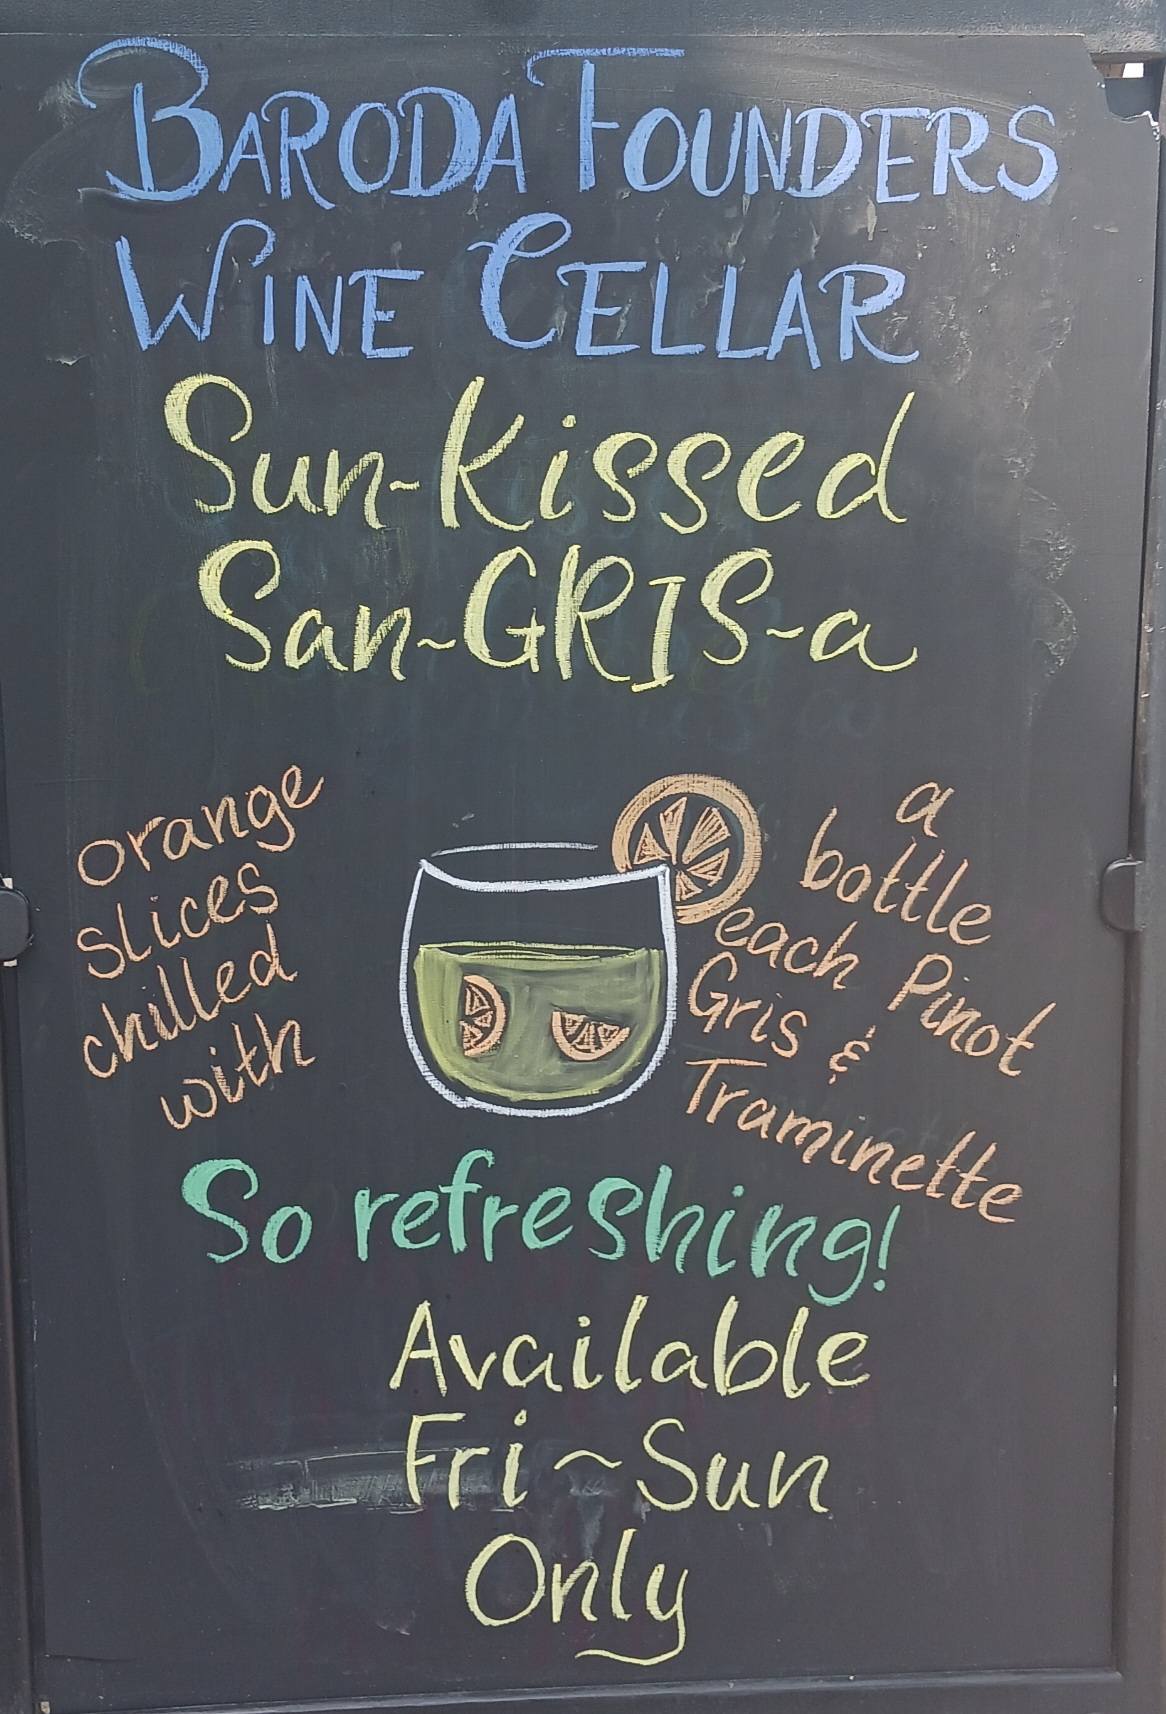 BARODA FOUNDERS
WINE CELLAR
Sun-Kissed
San~GRIS~a
orange
slices
chilled
with
a
bottle
each Pinot
Gris &
Traminette
So refreshing!
Available
Fri~Sun
Only